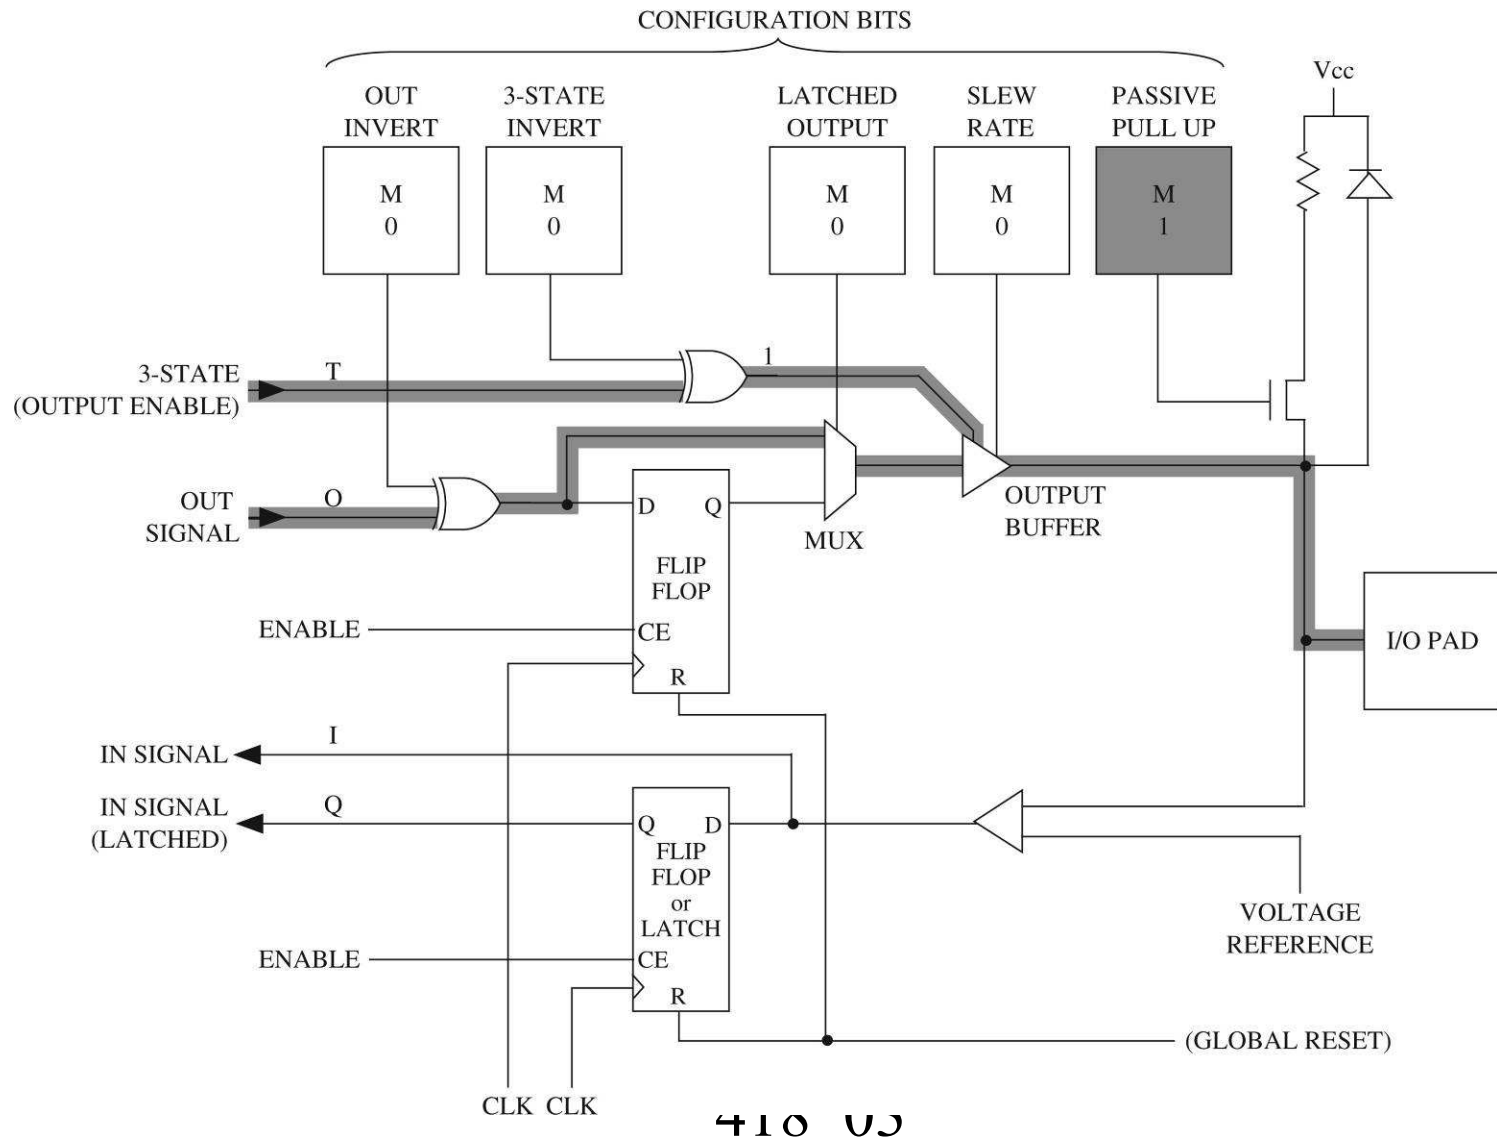 CONFIGURATION BITS
Vcc
OUT
INVERT
3-STATE
INVERT
LATCHED
OUTPUT
SLEW
RATE
PASSIVE
PULL UP
M
0
M
0
M
0
M
0
M
1
3-STATE
(OUTPUT ENABLE)
T
1
OUT
SIGNAL
O
D
Q
FLIP
FLOP
CE
R
MUX
OUTPUT
BUFFER
ENABLE
I/O PAD
IN SIGNAL
I
IN SIGNAL
(LATCHED)
Q
Q
D
FLIP
FLOP
or
LATCH
CE
R
ENABLE
VOLTAGE
REFERENCE
(GLOBAL RESET)
CLK
CLK